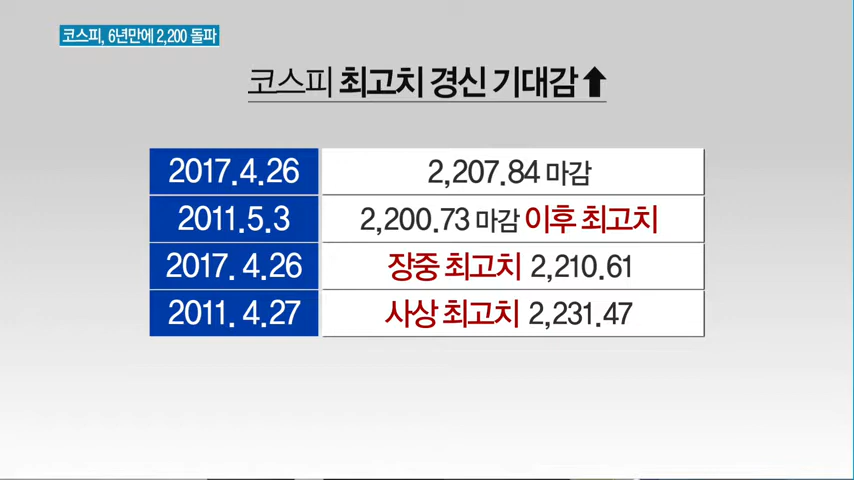 코스피, 6년만에 2,200 돌파
코스피 최고치 경신 기대감⬆
2017.4.26 2,207.84 마감
2011.5.3 2,200.73 마감 이후 최고치
2017. 4.26 장중 최고치 2,210.61
2011. 4.27 사상 최고치 2,231.47